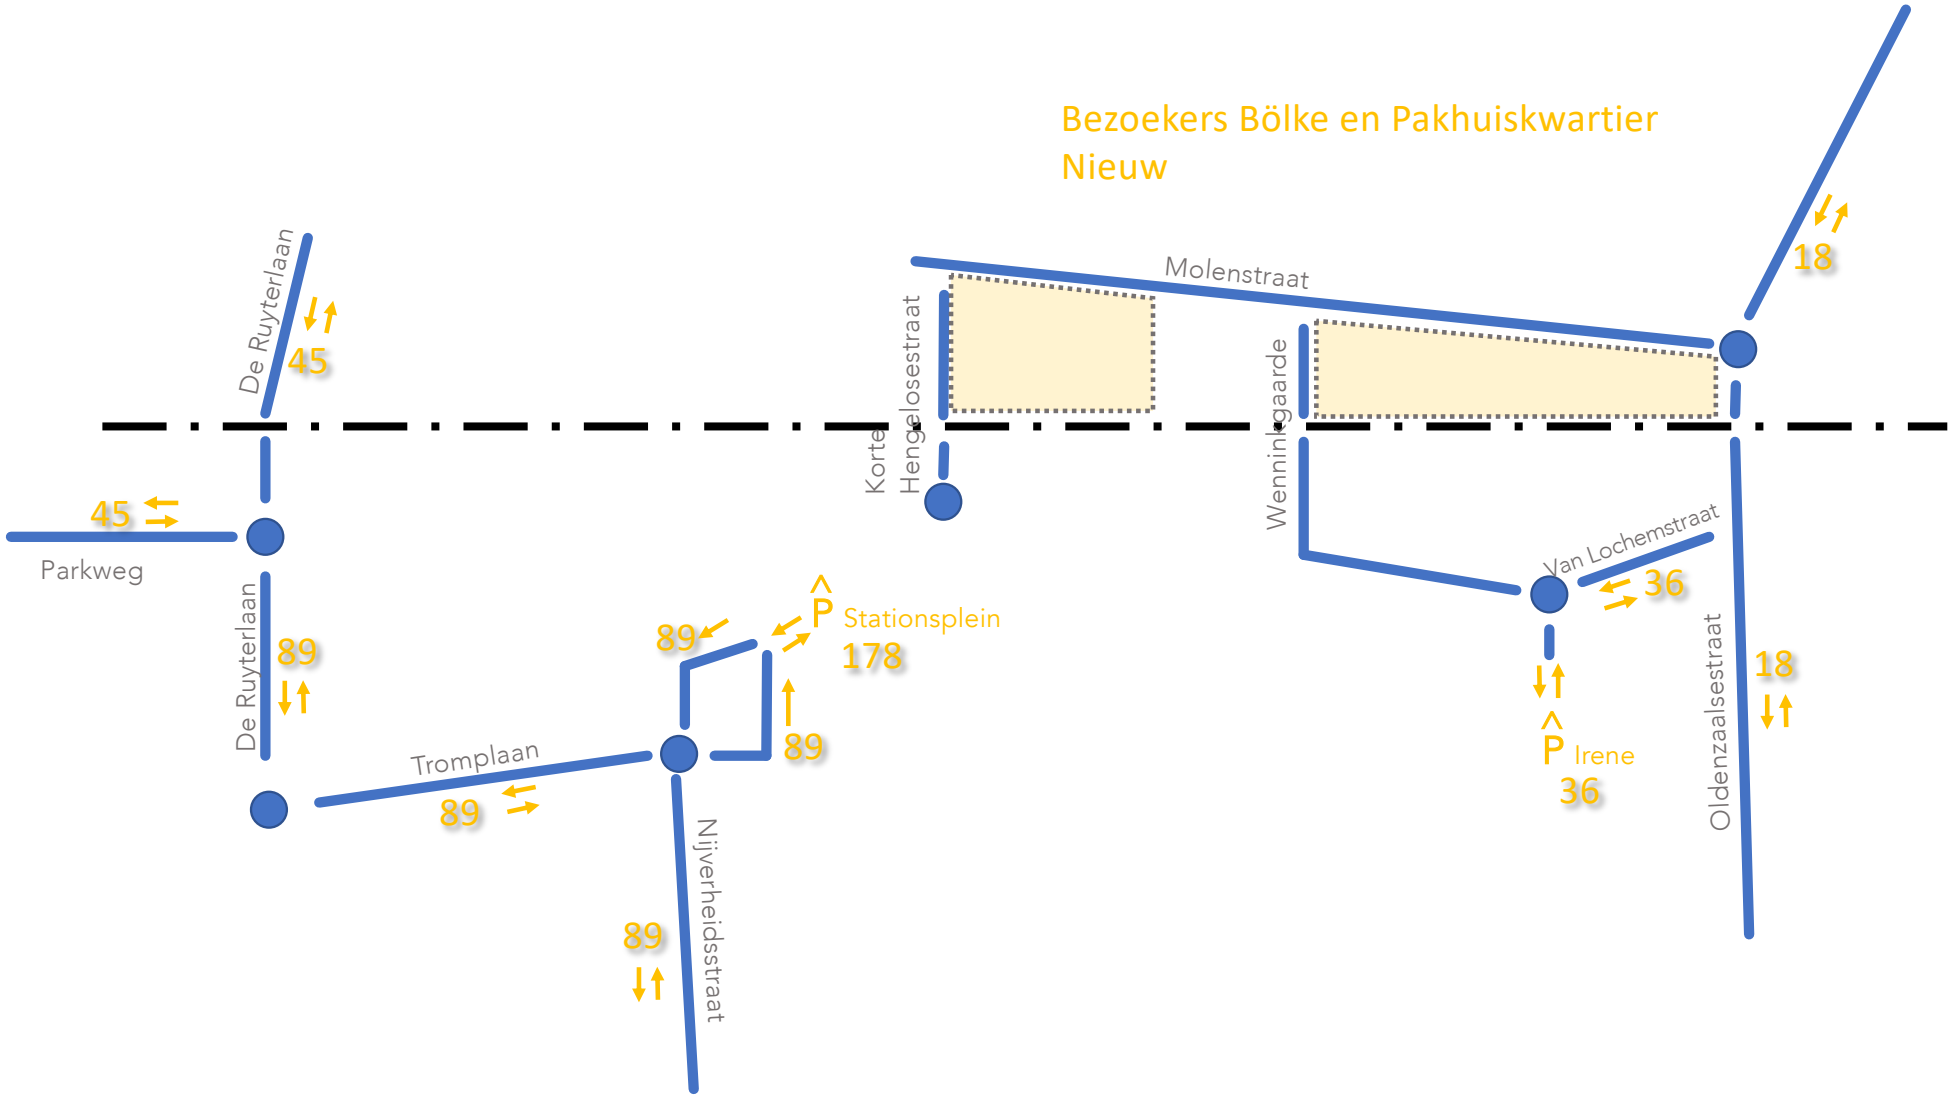 Bezoekers Bölke en Pakhuiskwartier
Nieuw
18
De Ruyterlaan
45
Molenstraat
Korte
Hengelosestraat
Wenninkgaarde
45
Parkweg
Van Lochemstraat
36
De Ruyterlaan
89
89
^
P Stationsplein
178
Oldenzaalsestraat
18
Tromplaan
89
89
^
P Irene
36
Nijverheidsstraat
89